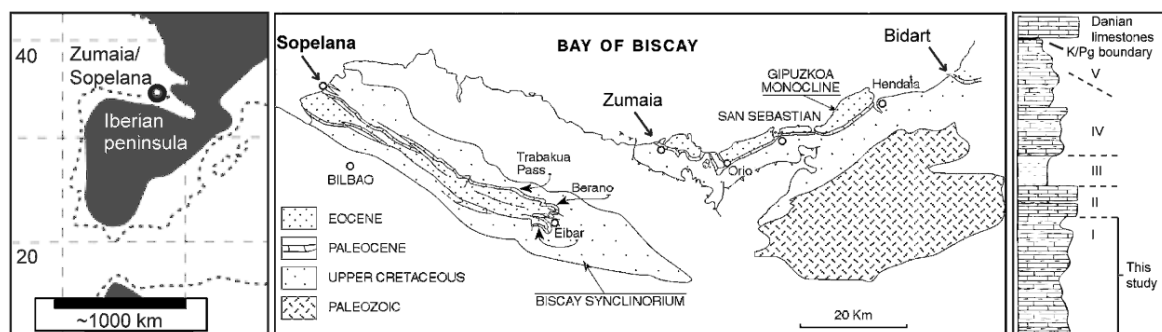 40
Zumaia/
Sopelana
Iberian
peninsula
20
~1000 km
Sopelana
BAY OF BISCAY
Bidart
GIPUZKOA
MONOCLINE
Hendaia
Zumaia
SAN SEBASTIAN
Orio
Trabakua
Pass
Berano
BILBAO
Eibar
EOCENE
PALEOCENE
UPPER CRETACEOUS
PALEOZOIC
BISCAY SYNCLINORIUM
20 Km
Danian
limestones
K/Pg boundary
V
IV
III
II
I
This
study